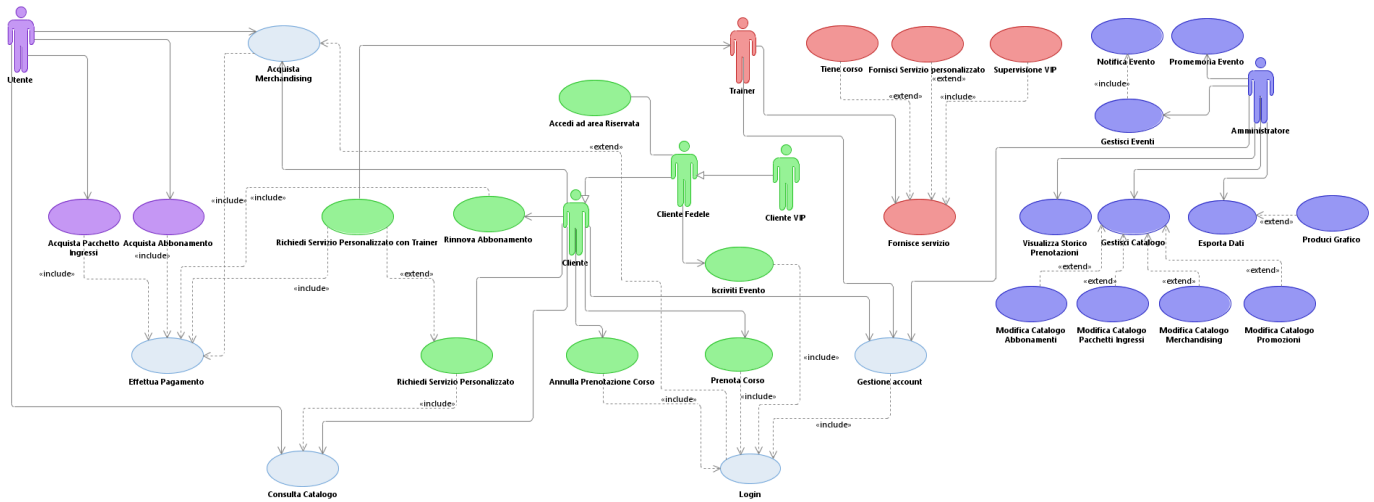 Utente
Acquista
Merchandising
Trainer
Tiene corso
Fornisci Servizio personalizzato
Supervisione VIP
Notifica Evento
Promemoria Evento
«extend»
«extend»
«include»
«include»
Accedi ad area Riservata
Amministratore
Gestisci Eventi
«extend»
Cliente Fedele
Cliente VIP
«include»
«include»
Acquista Pacchetto
Ingressi
Acquista Abbonamento
Richiedi Servizio Personalizzato con Trainer
Rinnova Abbonamento
Cliente
Fornisce servizio
Visualizza Storico
Prenotazioni
Gestisci Catalogo
Esporta Dati
«extend»
Produci Grafico
«include»
«include»
«include»
«extend»
Iscriviti Evento
«extend»
«extend»
«extend»
«extend»
Modifica Catalogo
Abbonamenti
Modifica Catalogo
Pacchetti Ingressi
Modifica Catalogo
Merchandising
Modifica Catalogo
Promozioni
Effettua Pagamento
Richiedi Servizio Personalizzato
Annulla Prenotazione Corso
Prenota Corso
«include»
Gestione account
«include»
«include»
«include»
«include»
Consulta Catalogo
Login